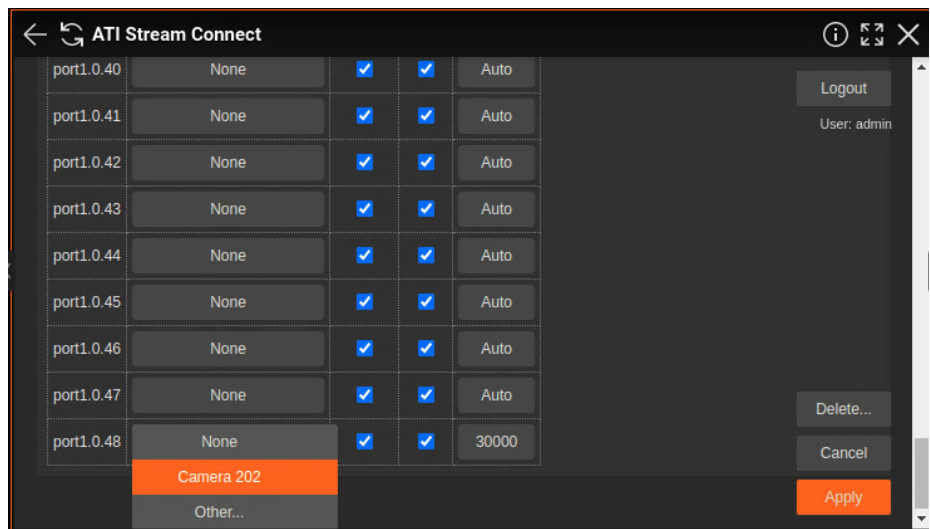 ATI Stream Connect
port1.0.40 None Auto
Logout
port1.0.41 None Auto
User: admin
port1.0.42 None Auto
port1.0.43 None Auto
port1.0.44 None Auto
port1.0.45 None Auto
port1.0.46 None Auto
port1.0.47 None Auto
Delete...
port1.0.48 None 30000
Cancel
Camera 202
Apply
Other...